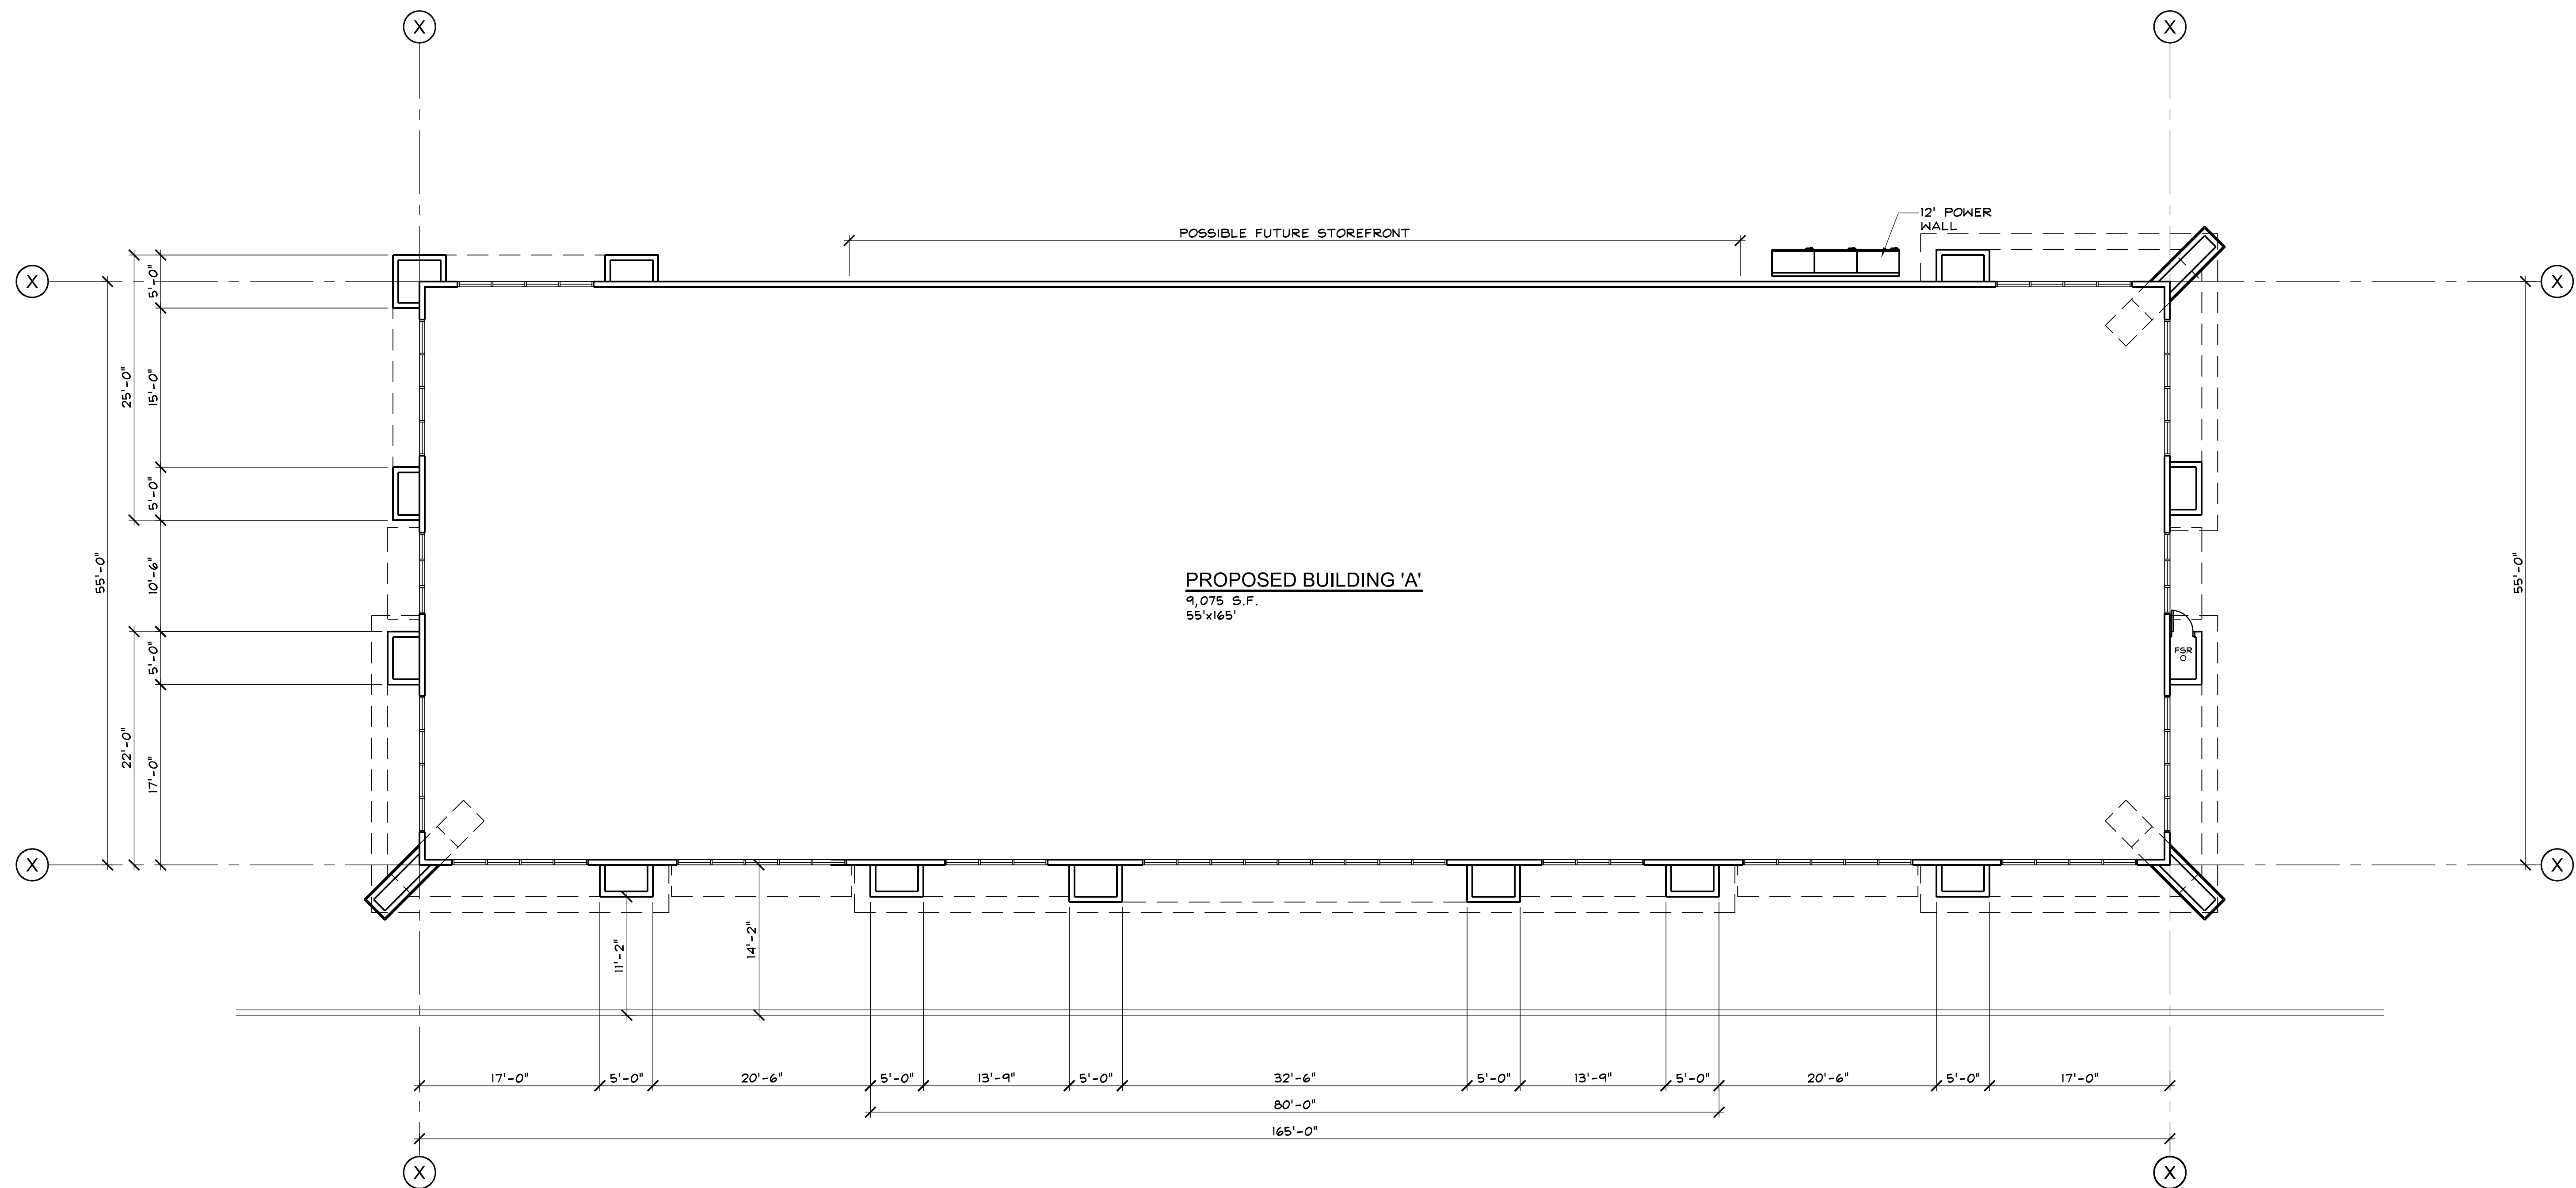 X
X
12' POWER
WALL
POSSIBLE FUTURE STOREFRONT
X
X
5'-0"
25'-0"
15'-0"
5'-0"
55'-0"
10'-6"
55'-0"
PROPOSED BUILDING 'A'
9,075 S.F.
55'x165'
5'-0"
FSR
22'-0"
17'-0"
X
X
11'-2"
14'-2"
17'-0"
5'-0"
20'-6"
5'-0"
13'-9"
5'-0"
32'-6"
5'-0"
13'-9"
5'-0"
20'-6"
5'-0"
17'-0"
80'-0"
165'-0"
X
X